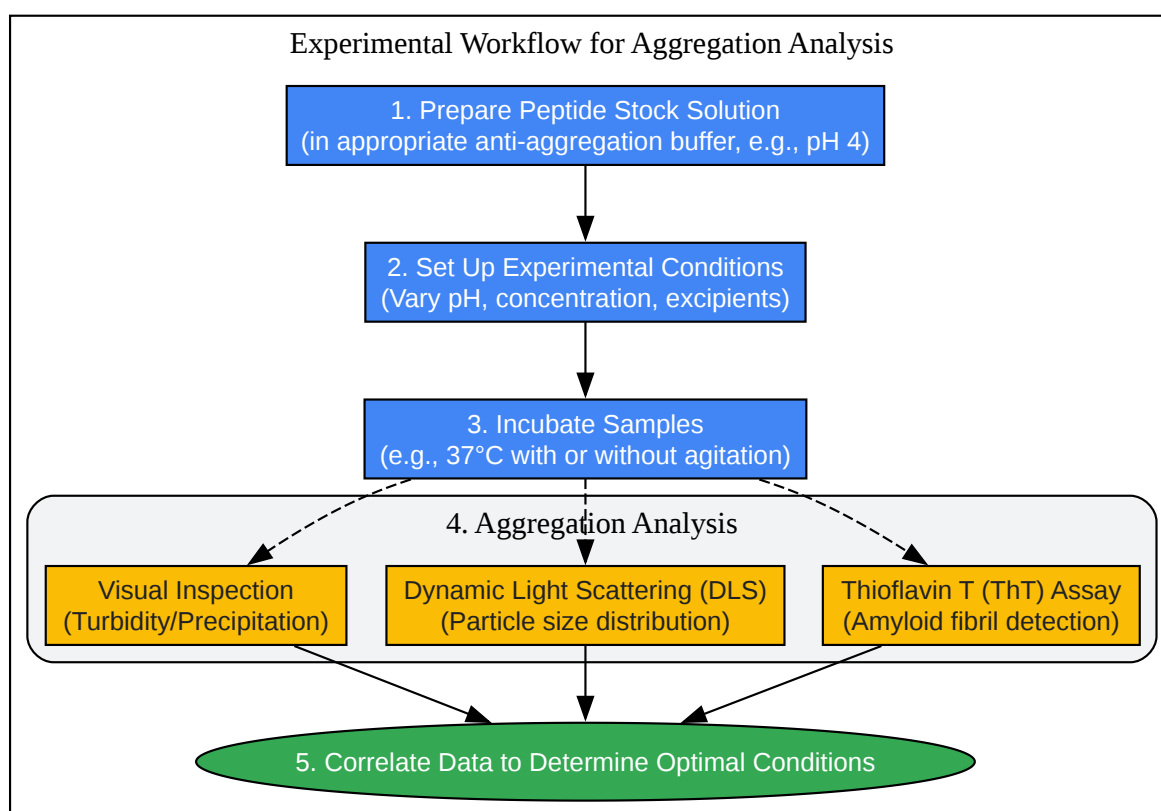 Experimental Workflow for Aggregation Analysis
1. Prepare Peptide Stock Solution
(in appropriate anti-aggregation buffer, e.g., pH 4)
2. Set Up Experimental Conditions
(Vary pH, concentration, excipients)
3. Incubate Samples
(e.g., 37°C with or without agitation)
4. Aggregation Analysis
Visual Inspection
(Turbidity/Precipitation)
Dynamic Light Scattering (DLS)
(Particle size distribution)
Thioflavin T (ThT) Assay
(Amyloid fibril detection)
5. Correlate Data to Determine Optimal Conditions